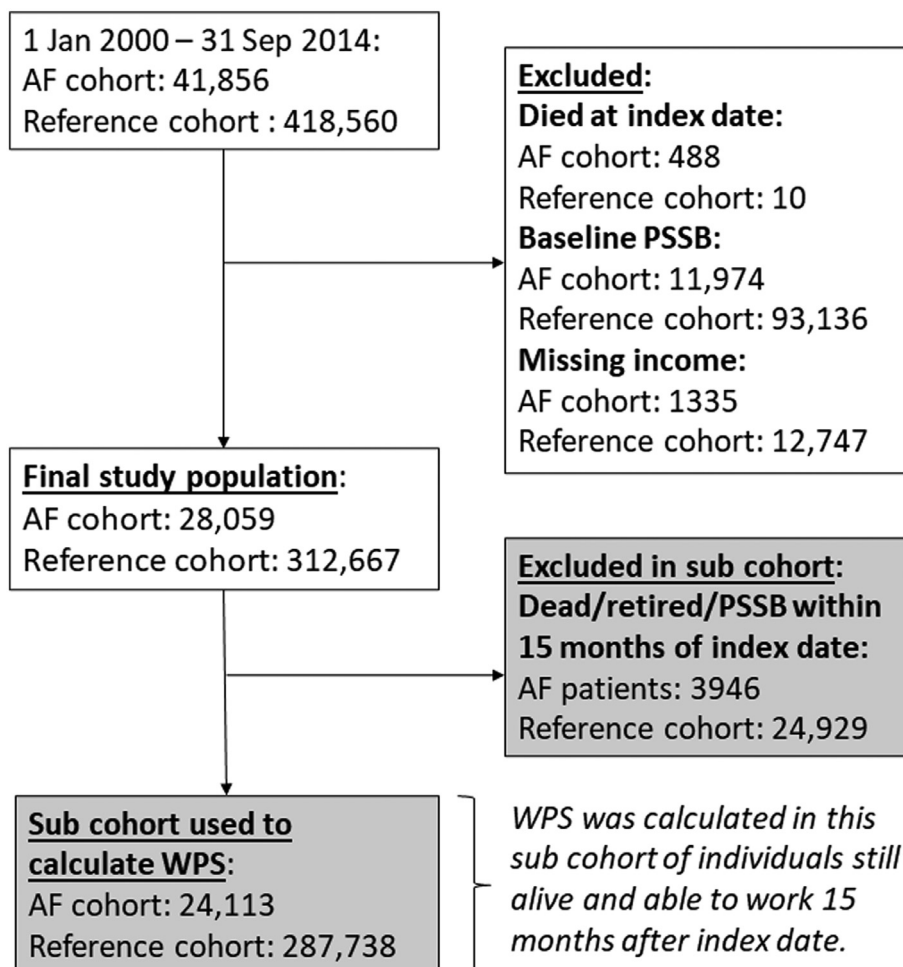 1 Jan 2000 – 31 Sep 2014:
AF cohort: 41,856
Reference cohort : 418,560
Excluded:
Died at index date:
AF cohort: 488
Reference cohort: 10
Baseline PSSB:
AF cohort: 11,974
Reference cohort: 93,136
Missing income:
AF cohort: 1335
Reference cohort: 12,747
Final study population:
AF cohort: 28,059
Reference cohort: 312,667
Excluded in sub cohort:
Dead/retired/PSSB within
15 months of index date:
AF patients: 3946
Reference cohort: 24,929
Sub cohort used to
calculate WPS:
AF cohort: 24,113
Reference cohort: 287,738
WPS was calculated in this
sub cohort of individuals still
alive and able to work 15
months after index date.